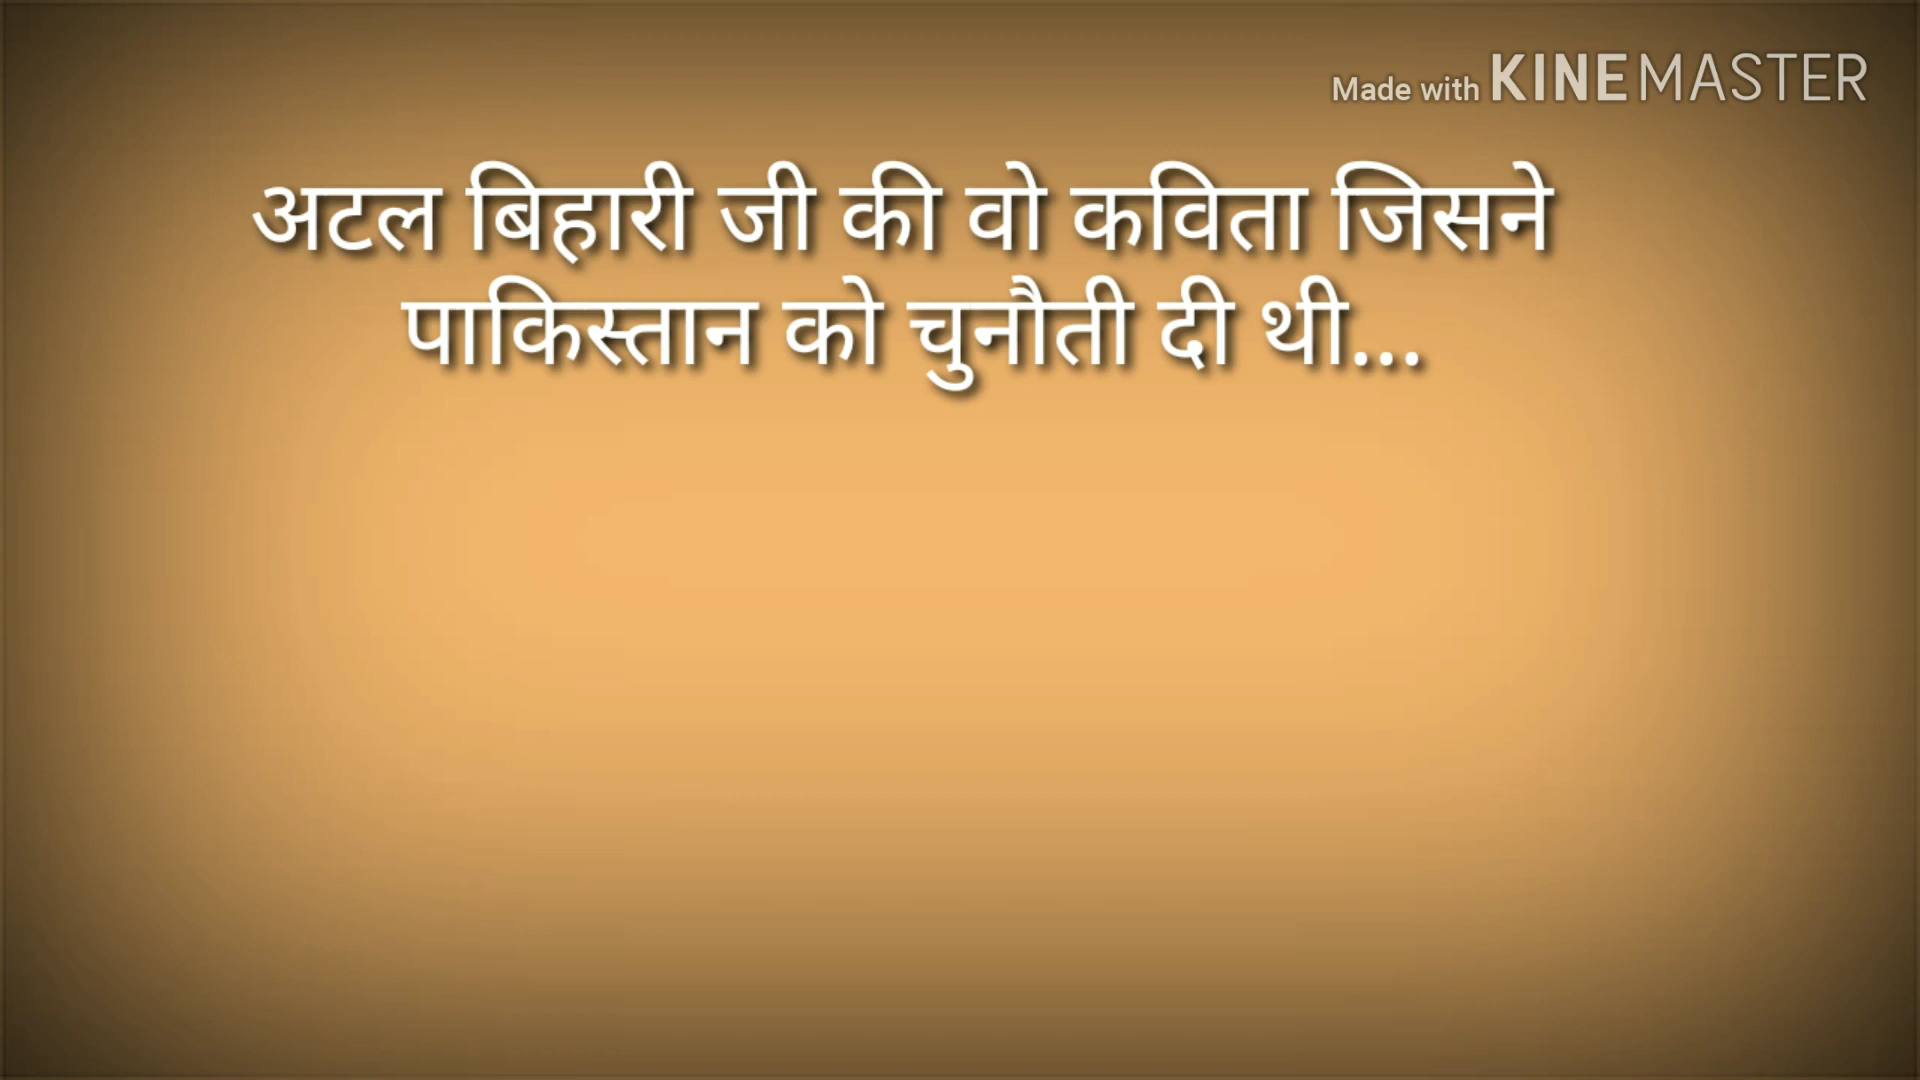 Made with KINEMASTER
अटल बिहारी जी की वो कविता जिसने
पाकिस्तान को चुनौती दी थी...